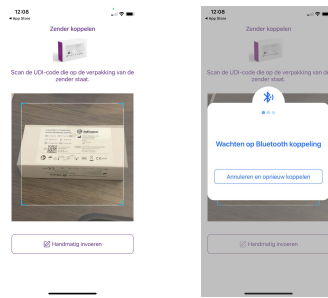 12:08
◀ App Store
Zender koppelen
Scan de UDI-code die op de verpakking van de
zender staat.
Handmatig invoeren
12:08
◀ App Store
Zender koppelen
Scan de UDI-code die op de verpakking van de
zender staat.
Wachten op Bluetooth koppeling
Annuleren en opnieuw koppelen
Handmatig invoeren